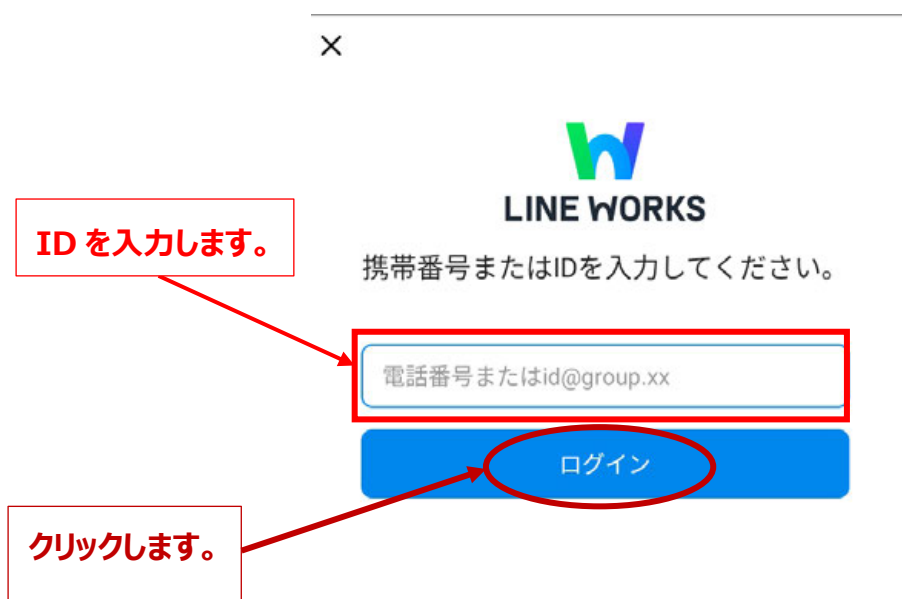 ×
LINE WORKS
ID を入力します。
携帯番号またはIDを入力してください。
電話番号またはid@group.xx
ログイン
クリックします。